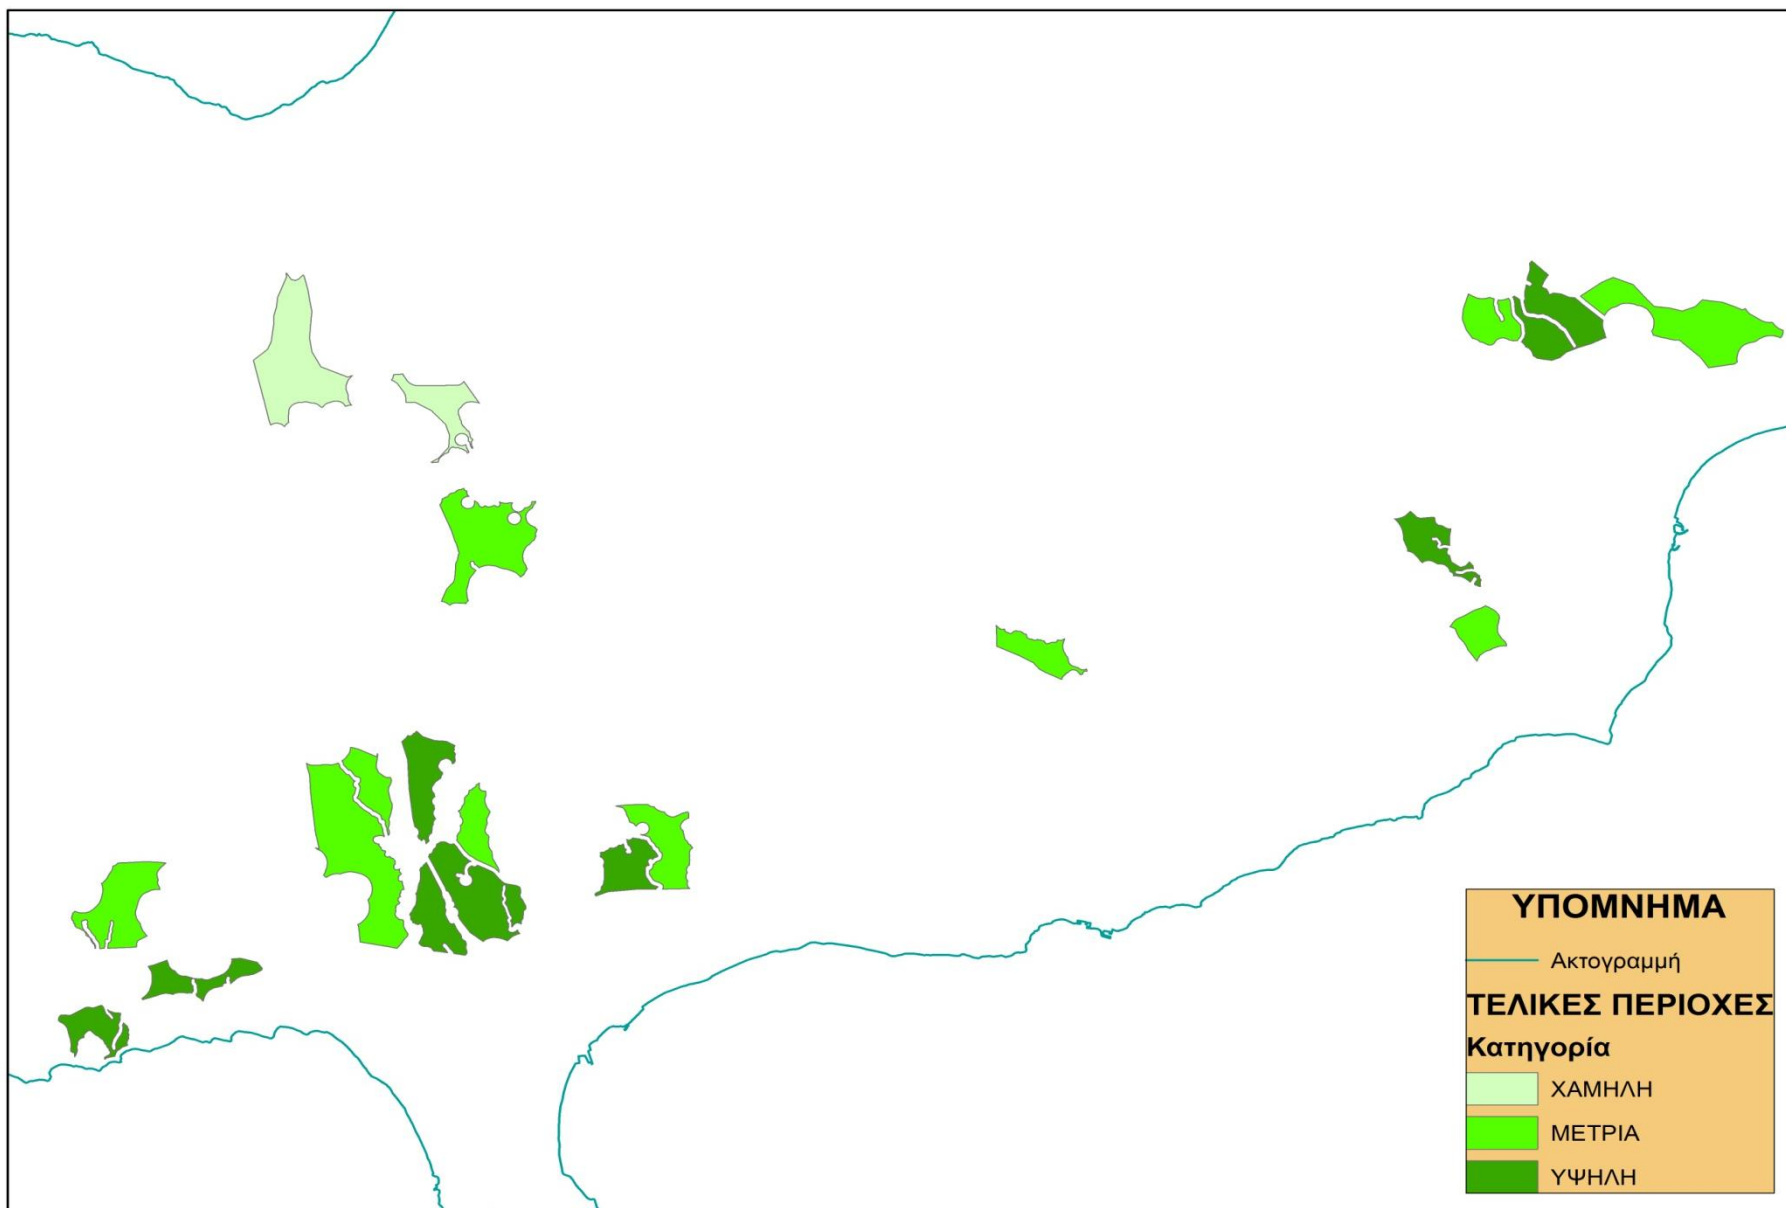 ΥΠΟΜΝΗΜΑ
Ακτογραμμή
ΤΕΛΙΚΕΣ ΠΕΡΙΟΧΕΣ
Κατηγορία
ΧΑΜΗΛΗ
ΜΕΤΡΙΑ
ΥΨΗΛΗ